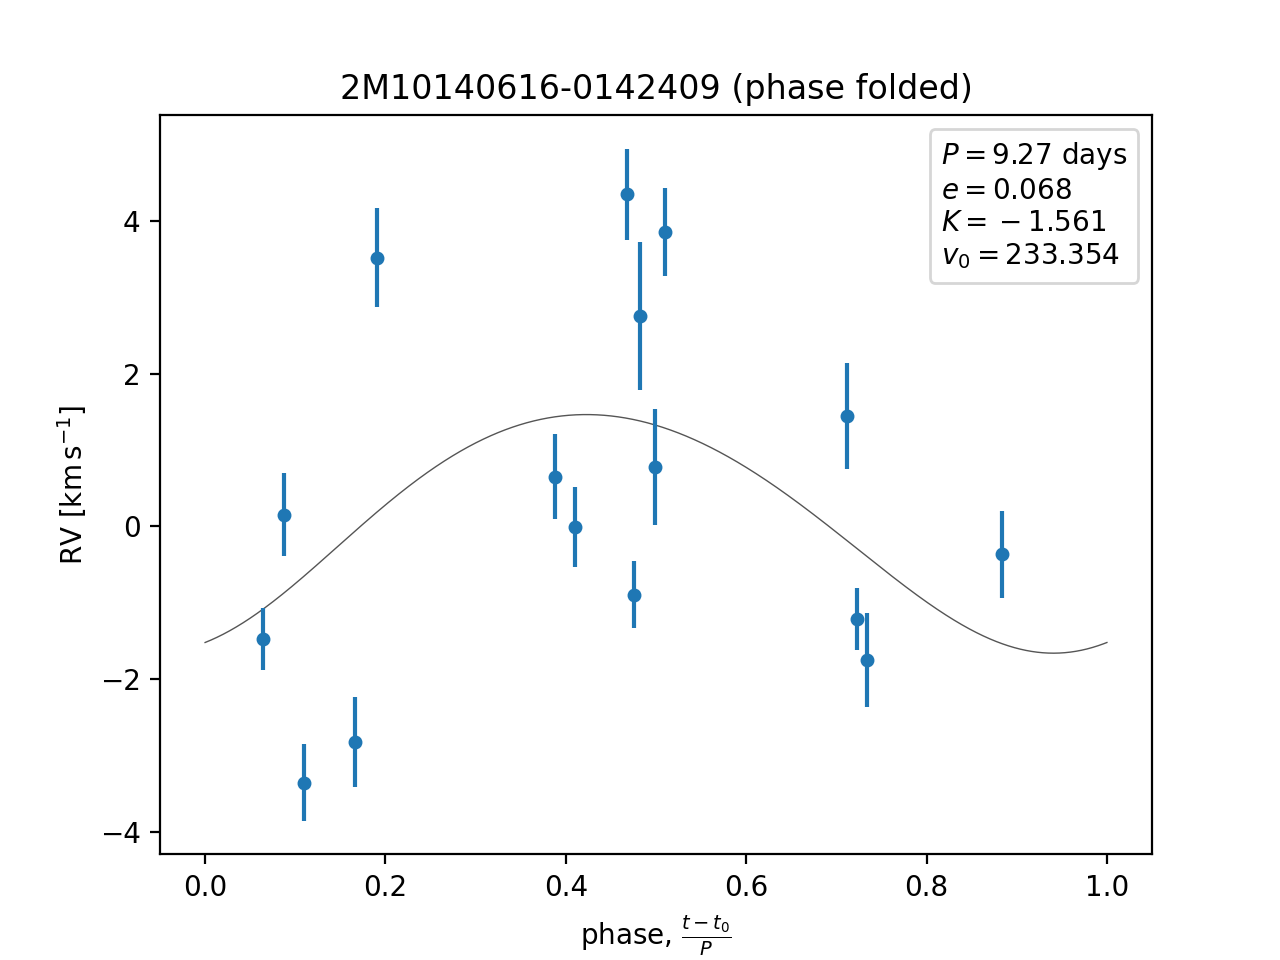 2M10140616-0142409 (phase folded)
P = 9.27 days
e = 0.068
K = −1.561
v₀ = 233.354
RV [km s⁻¹]
4
2
0
−2
−4
0.0 0.2 0.4 0.6 0.8 1.0
phase, (t − t₀)/P